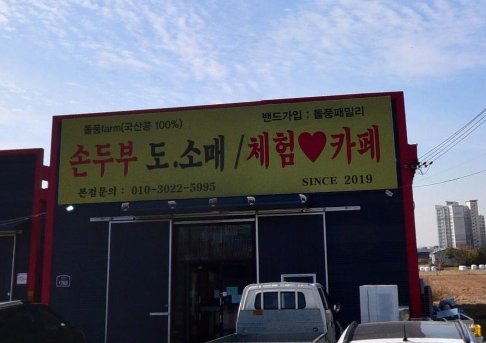 돌풍farm(국산콩 100%) 밴드가입 : 돌풍패밀리
손두부 도.소매 / 체험♥카페
본점문의 : 010-3022-5995 SINCE 2019